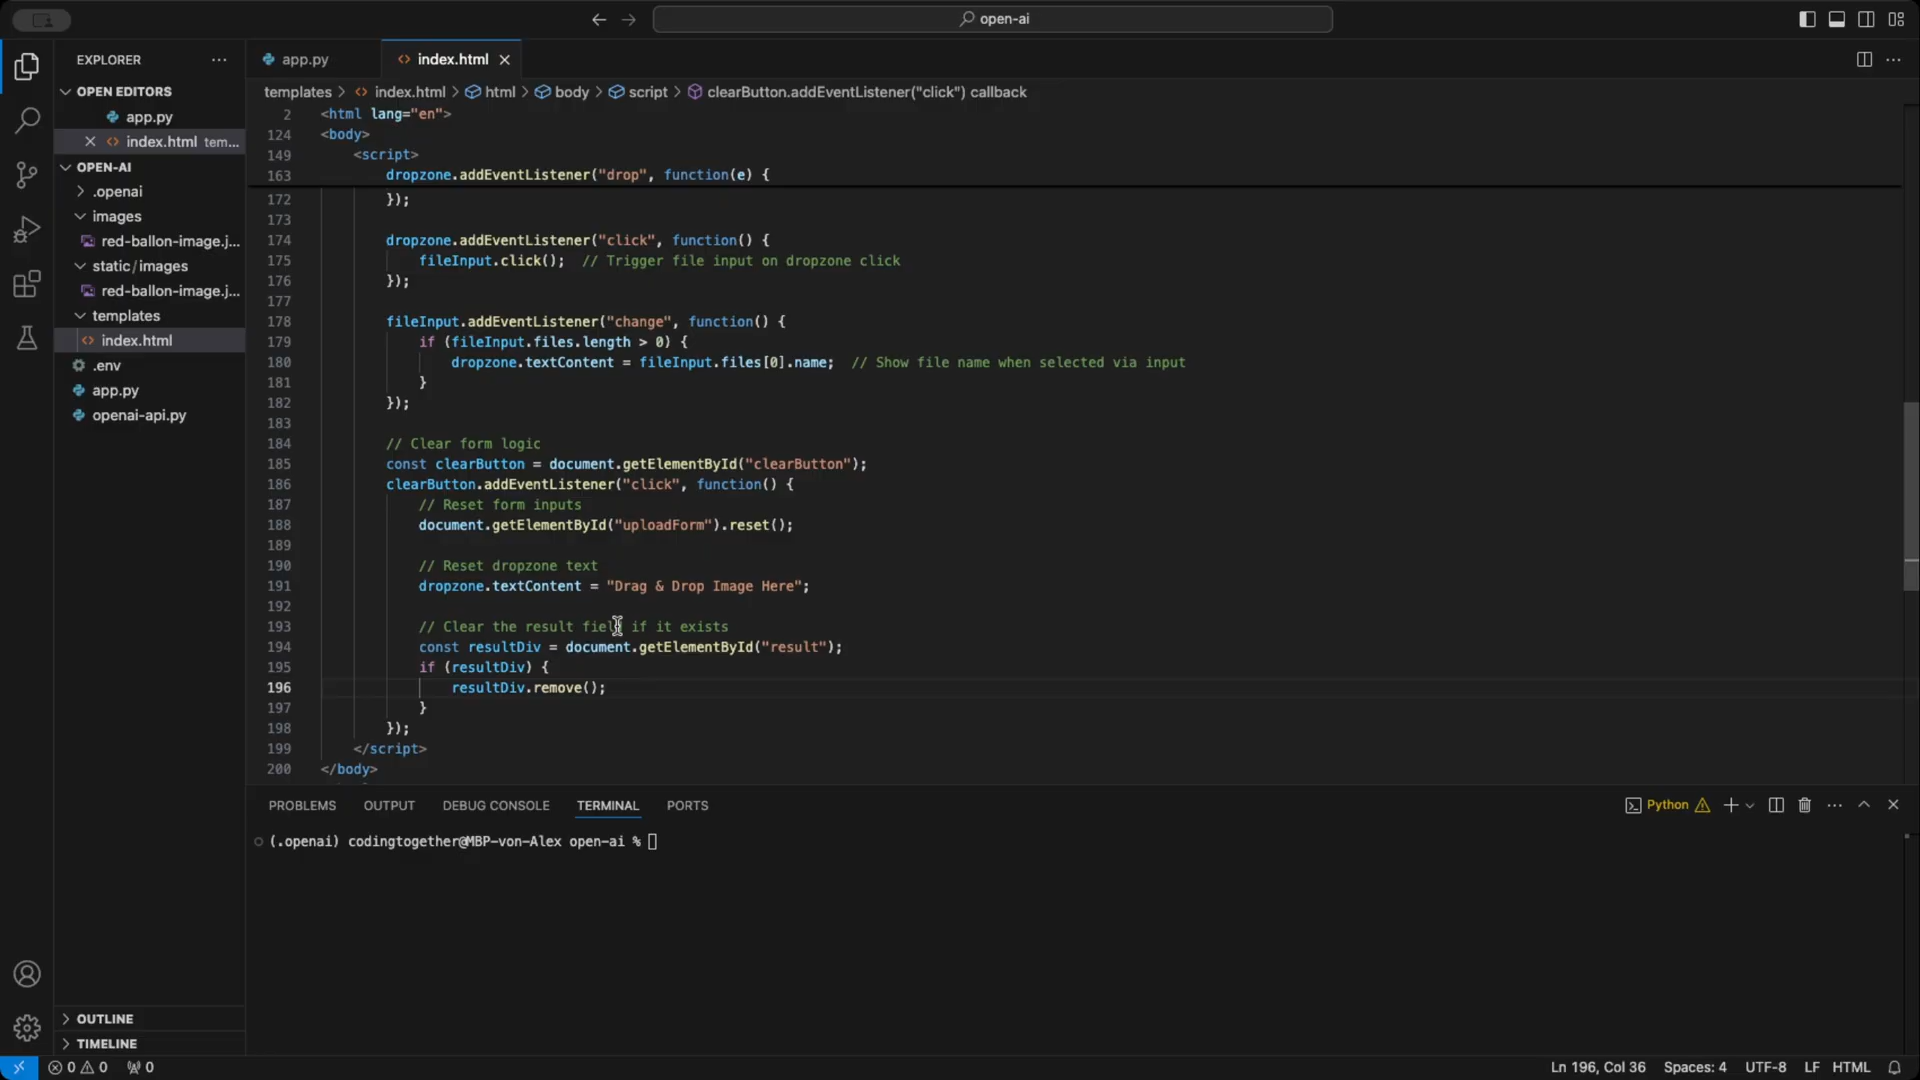 open-ai
EXPLORER
OPEN EDITORS
app.py
index.html tem...
OPEN-AI
.openai
images
red-ballon-image.j...
static/images
red-ballon-image.j...
templates
index.html
.env
app.py
openai-api.py
OUTLINE
TIMELINE
app.py
index.html
templates > index.html > html > body > script > clearButton.addEventListener("click") callback
2 <html lang="en">
124 <body>
149 <script>
163 dropzone.addEventListener("drop", function(e) {
172 });
173
174 dropzone.addEventListener("click", function() {
175 fileInput.click();  // Trigger file input on dropzone click
176 });
177
178 fileInput.addEventListener("change", function() {
179 if (fileInput.files.length > 0) {
180 dropzone.textContent = fileInput.files[0].name;  // Show file name when selected via input
181 }
182 });
183
184 // Clear form logic
185 const clearButton = document.getElementById("clearButton");
186 clearButton.addEventListener("click", function() {
187 // Reset form inputs
188 document.getElementById("uploadForm").reset();
189
190 // Reset dropzone text
191 dropzone.textContent = "Drag & Drop Image Here";
192
193 // Clear the result field if it exists
194 const resultDiv = document.getElementById("result");
195 if (resultDiv) {
196 resultDiv.remove();
197 }
198 });
199 </script>
200 </body>
PROBLEMS OUTPUT DEBUG CONSOLE TERMINAL PORTS
Python
(.openai) codingtogether@MBP-von-Alex open-ai %
0 0 0
Ln 196, Col 36 Spaces: 4 UTF-8 LF HTML